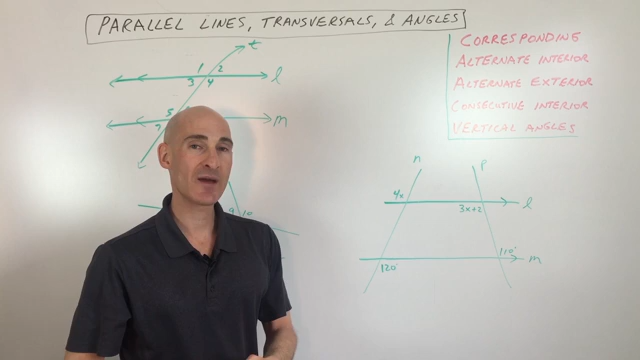 PARALLEL LINES, TRANSVERSALS, & ANGLES
CORRESPONDING
ALTERNATE INTERIOR
ALTERNATE EXTERIOR
CONSECUTIVE INTERIOR
VERTICAL ANGLES
t
1 2
3 4
l
5
7
m
9 10
n p
4x
3x+2
l
120°
110°
m